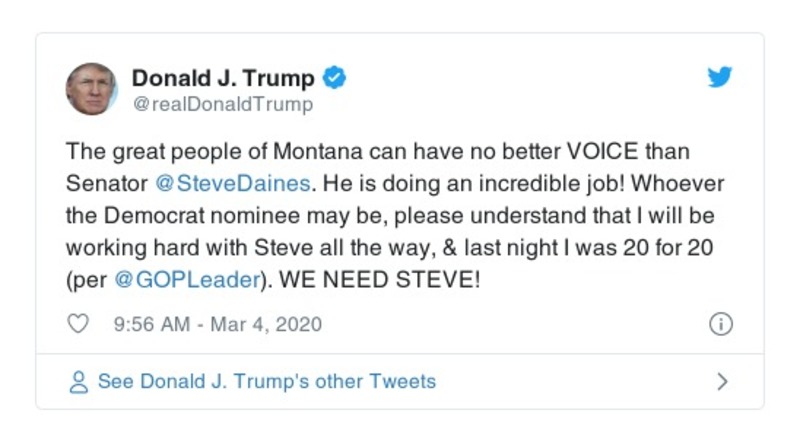 Donald J. Trump
@realDonaldTrump
The great people of Montana can have no better VOICE than
Senator @SteveDaines. He is doing an incredible job! Whoever
the Democrat nominee may be, please understand that I will be
working hard with Steve all the way, & last night I was 20 for 20
(per @GOPLeader). WE NEED STEVE!
9:56 AM - Mar 4, 2020
See Donald J. Trump's other Tweets